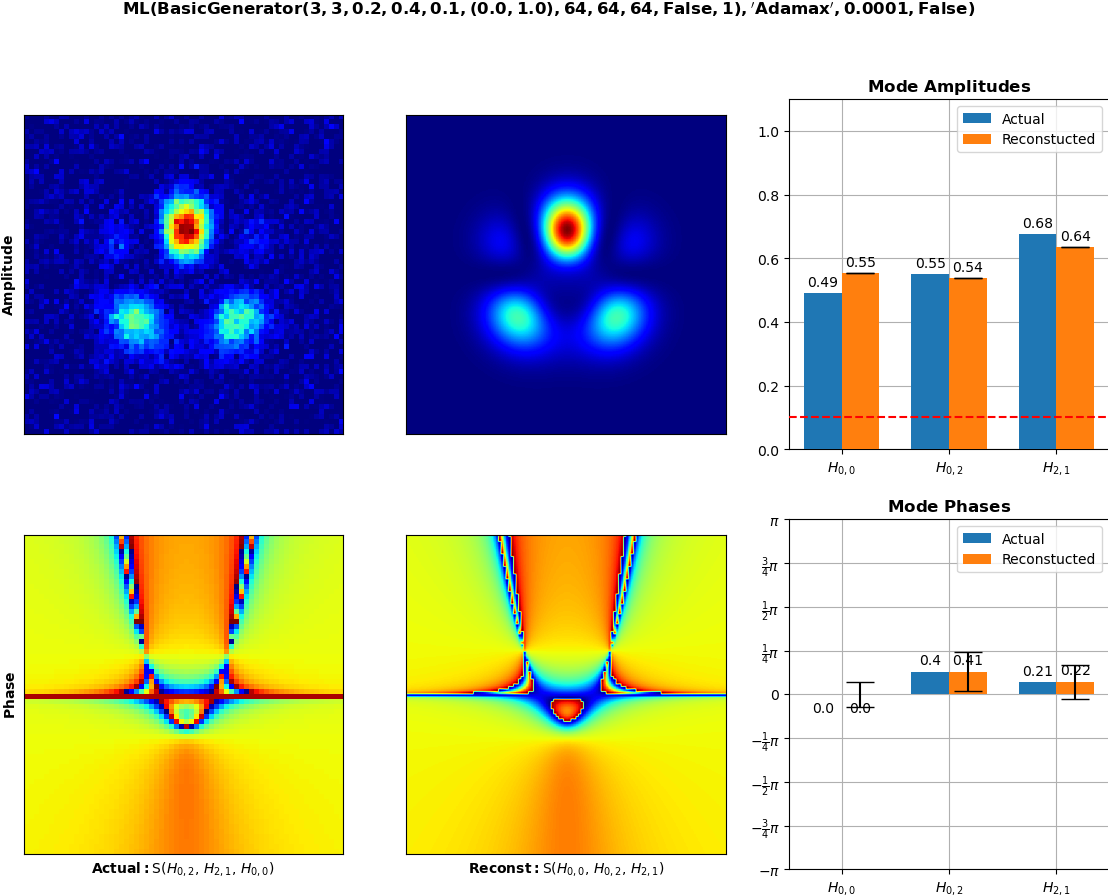 ML(BasicGenerator(3, 3, 0.2, 0.4, 0.1, (0.0, 1.0), 64, 64, 64, False, 1), ′Adamax′, 0.0001, False)
Mode Amplitudes
Actual
Reconstucted
1.0
0.8
0.6
0.4
0.2
0.0
0.49
0.55
0.55
0.54
0.68
0.64
H0,0
H0,2
H2,1
Amplitude
Mode Phases
Actual
Reconstucted
π
3/4π
1/2π
1/4π
0
−1/4π
−1/2π
−3/4π
−π
0.0
0.0
0.4
0.41
0.21
0.22
H0,0
H0,2
H2,1
Phase
Actual: S(H0,2, H2,1, H0,0)
Reconst: S(H0,0, H0,2, H2,1)